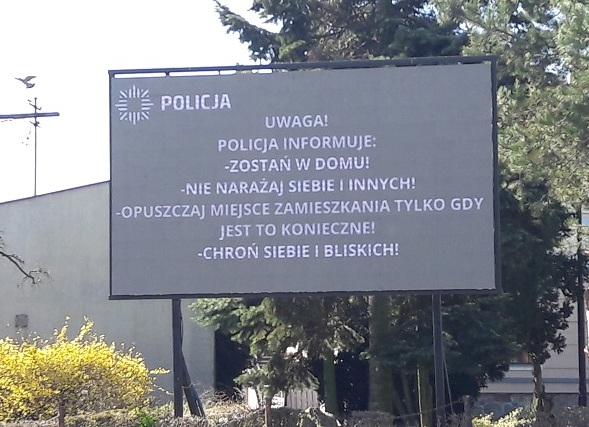 POLICJA
UWAGA!
POLICJA INFORMUJE:
-ZOSTAŃ W DOMU!
-NIE NARAŻAJ SIEBIE I INNYCH!
-OPUSZCZAJ MIEJSCE ZAMIESZKANIA TYLKO GDY
JEST TO KONIECZNE!
-CHROŃ SIEBIE I BLISKICH!